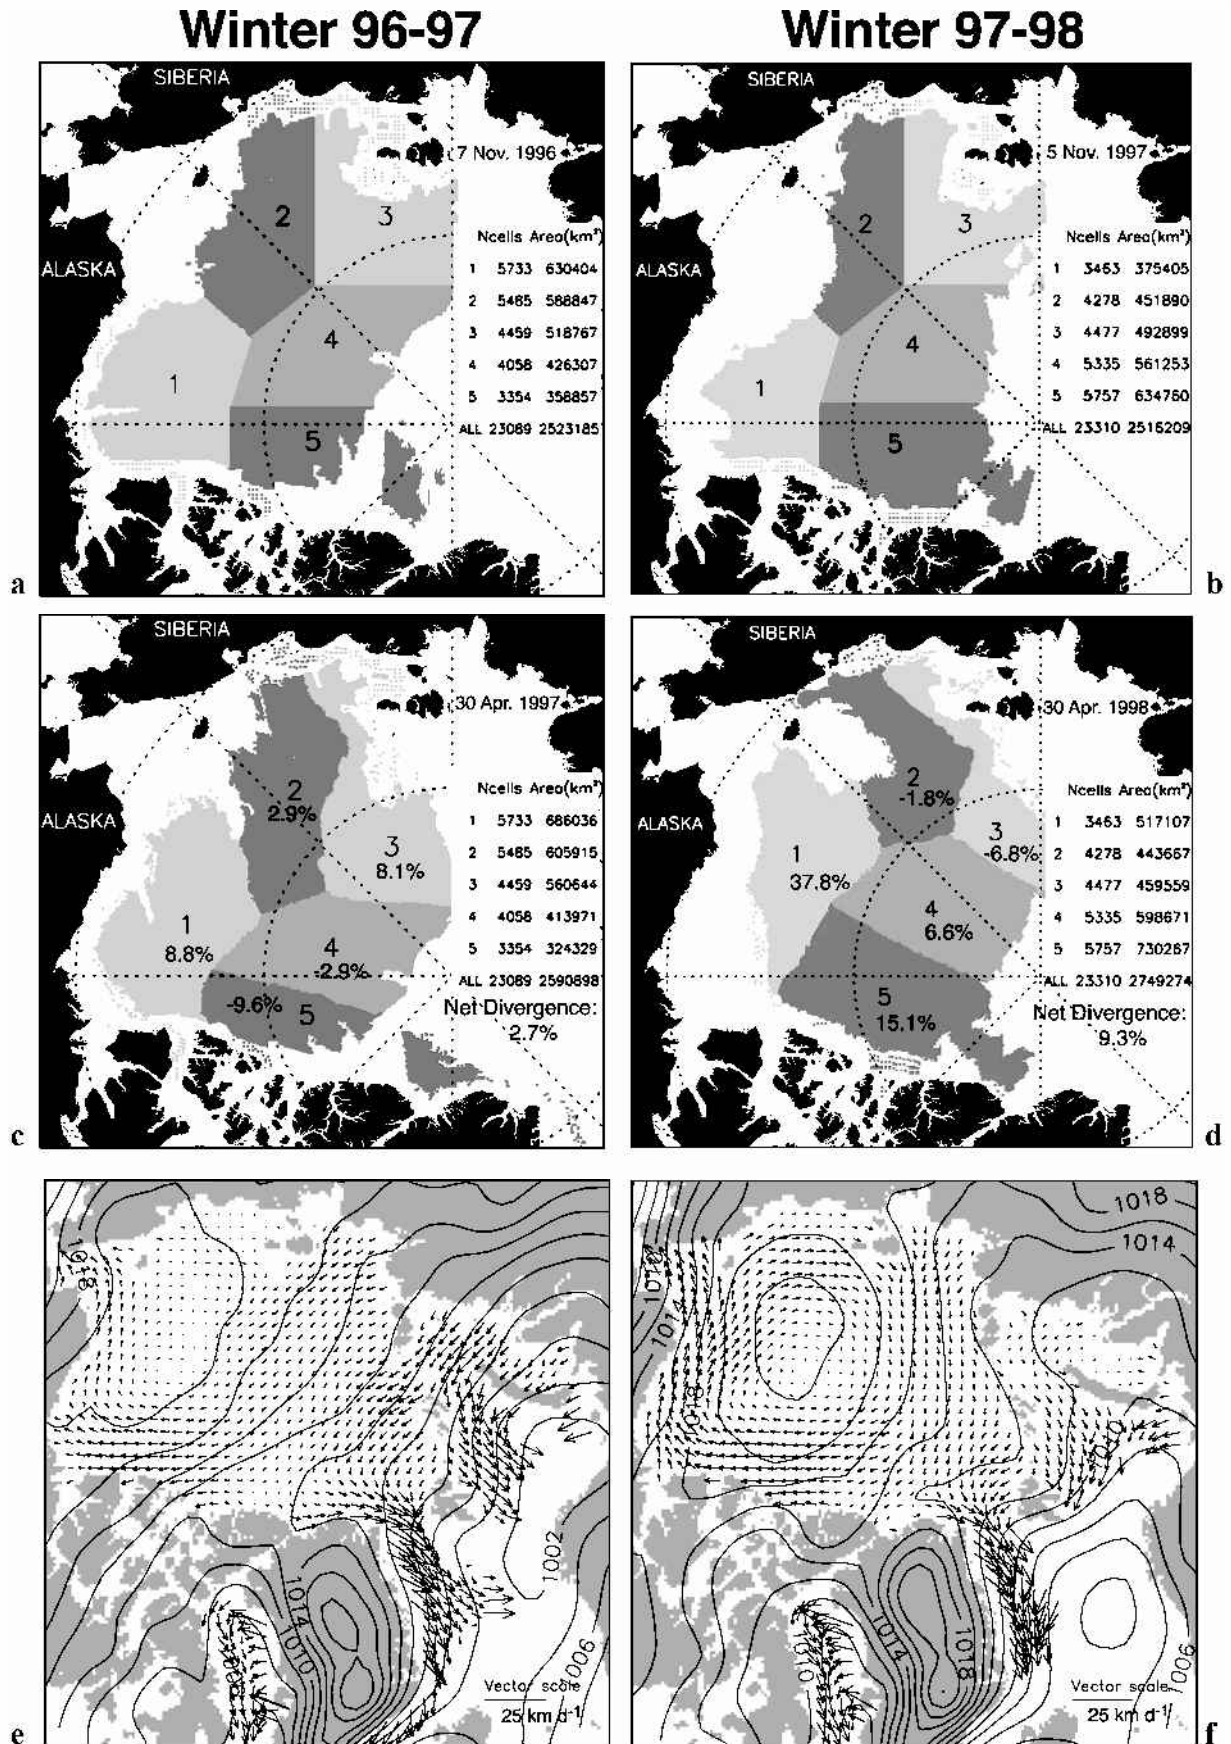 Winter 96-97
Winter 97-98
SIBERIA
7 Nov. 1996
2
3
Ncells Area(km²)
ALASKA
1 5733 630404
2 5485 588847
3 4459 518767
4 4058 426307
5 3354 358857
ALL 23089 2523185
4
1
5
a
SIBERIA
5 Nov. 1997
2
3
Ncells Area(km²)
ALASKA
1 3463 375405
2 4278 451890
3 4477 492899
4 5335 561253
5 5757 634760
ALL 23310 2516209
4
1
5
b
SIBERIA
30 Apr. 1997
2
2.9%
Ncells Area(km²)
ALASKA
1 5733 686036
2 5485 605915
3 4459 560644
4 4058 413971
5 3354 324329
ALL 23089 2590898
3
8.1%
1
8.8%
4
-2.9%
-9.6% 5
Net Divergence:
2.7%
c
SIBERIA
30 Apr. 1998
2
-1.8%
Ncells Area(km²)
ALASKA
1 3463 517107
2 4278 443667
3 4477 459559
4 5335 598671
5 5757 730267
ALL 23310 2749274
3
-6.8%
1
37.8%
4
6.6%
5
15.1%
Net Divergence:
9.3%
d
1018
1002
1014
1010
1006
Vector scale
25 km d⁻¹
e
1018
1014
1010
1014
1018
1010
1014
1018
1010
1006
Vector scale
25 km d⁻¹
f